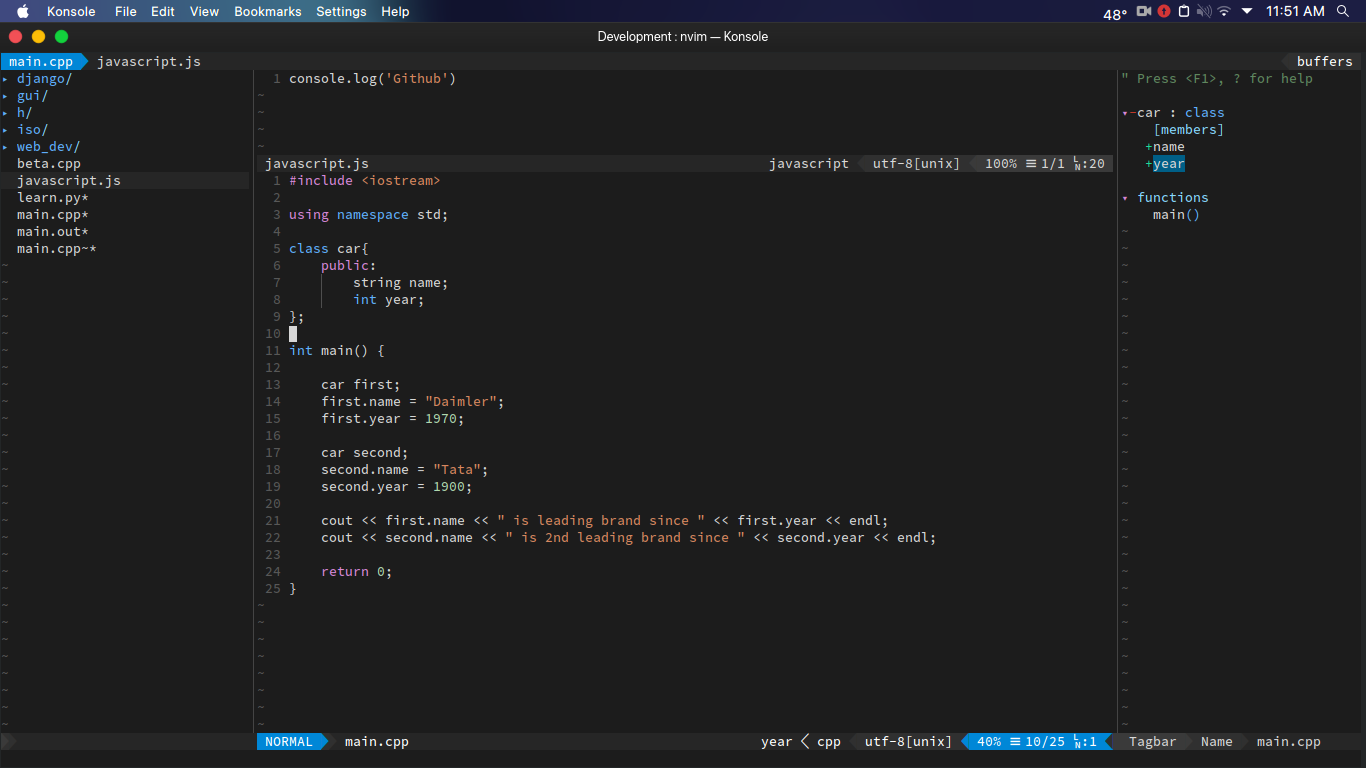 Konsole File Edit View Bookmarks Settings Help 48° 11:51 AM
Development : nvim — Konsole
main.cpp javascript.js buffers
▸ django/
▸ gui/
▸ h/
▸ iso/
▸ web_dev/
beta.cpp
javascript.js
learn.py*
main.cpp*
main.out*
main.cpp~*
1 console.log('Github')
~
~
~
~
javascript.js javascript utf-8[unix] 100% ☰ 1/1 ㏑:20
1 #include <iostream>
2
3 using namespace std;
4
5 class car{
6 public:
7 string name;
8 int year;
9 };
10
11 int main() {
12
13 car first;
14 first.name = "Daimler";
15 first.year = 1970;
16
17 car second;
18 second.name = "Tata";
19 second.year = 1900;
20
21 cout << first.name << " is leading brand since " << first.year << endl;
22 cout << second.name << " is 2nd leading brand since " << second.year << endl;
23
24 return 0;
25 }
" Press <F1>, ? for help
▾-car : class
[members]
+name
+year
▾ functions
main()
NORMAL main.cpp year cpp utf-8[unix] 40% ☰ 10/25 ㏑:1 Tagbar Name main.cpp